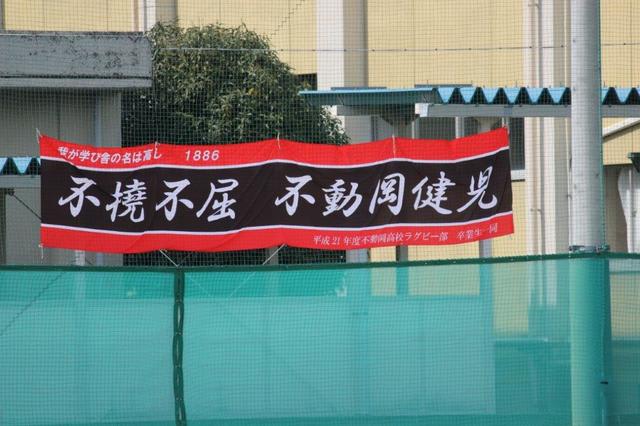 我が学び舎の名は高し 1886
不撓不屈 不動岡健児
平成21年度不動岡高校ラグビー部 卒業生一同